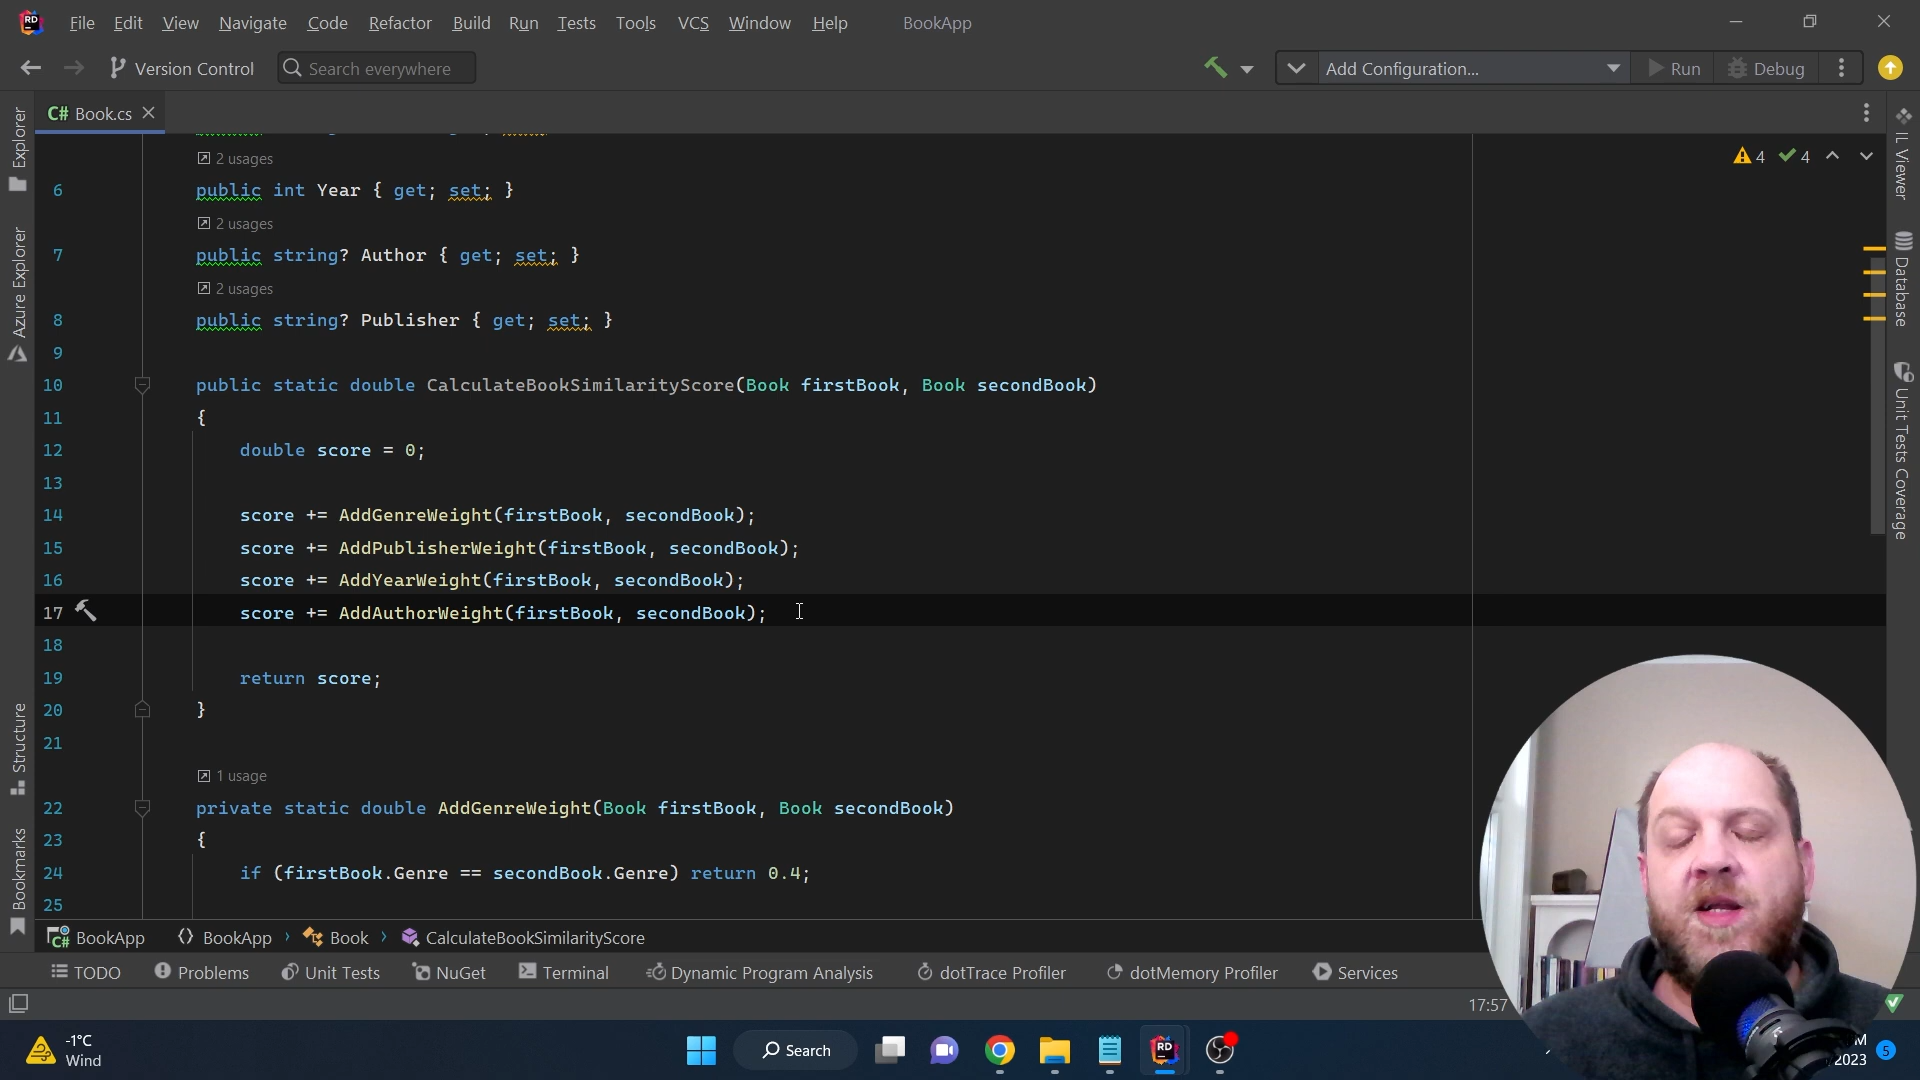 RD File Edit View Navigate Code Refactor Build Run Tests Tools VCS Window Help BookApp
Version Control Search everywhere Add Configuration... Run Debug
C# Book.cs
Explorer
Azure Explorer
Structure
Bookmarks
IL Viewer
Database
Unit Tests Coverage
4 4
2 usages
6 public int Year { get; set; }
2 usages
7 public string? Author { get; set; }
2 usages
8 public string? Publisher { get; set; }
9
10 public static double CalculateBookSimilarityScore(Book firstBook, Book secondBook)
11 {
12 double score = 0;
13
14 score += AddGenreWeight(firstBook, secondBook);
15 score += AddPublisherWeight(firstBook, secondBook);
16 score += AddYearWeight(firstBook, secondBook);
17 score += AddAuthorWeight(firstBook, secondBook);
18
19 return score;
20 }
21
1 usage
22 private static double AddGenreWeight(Book firstBook, Book secondBook)
23 {
24 if (firstBook.Genre == secondBook.Genre) return 0.4;
25
C# BookApp BookApp › Book › CalculateBookSimilarityScore
TODO Problems Unit Tests NuGet Terminal Dynamic Program Analysis dotTrace Profiler dotMemory Profiler Services
17:57
-1°C
Wind
Search
RD
M
2023
5